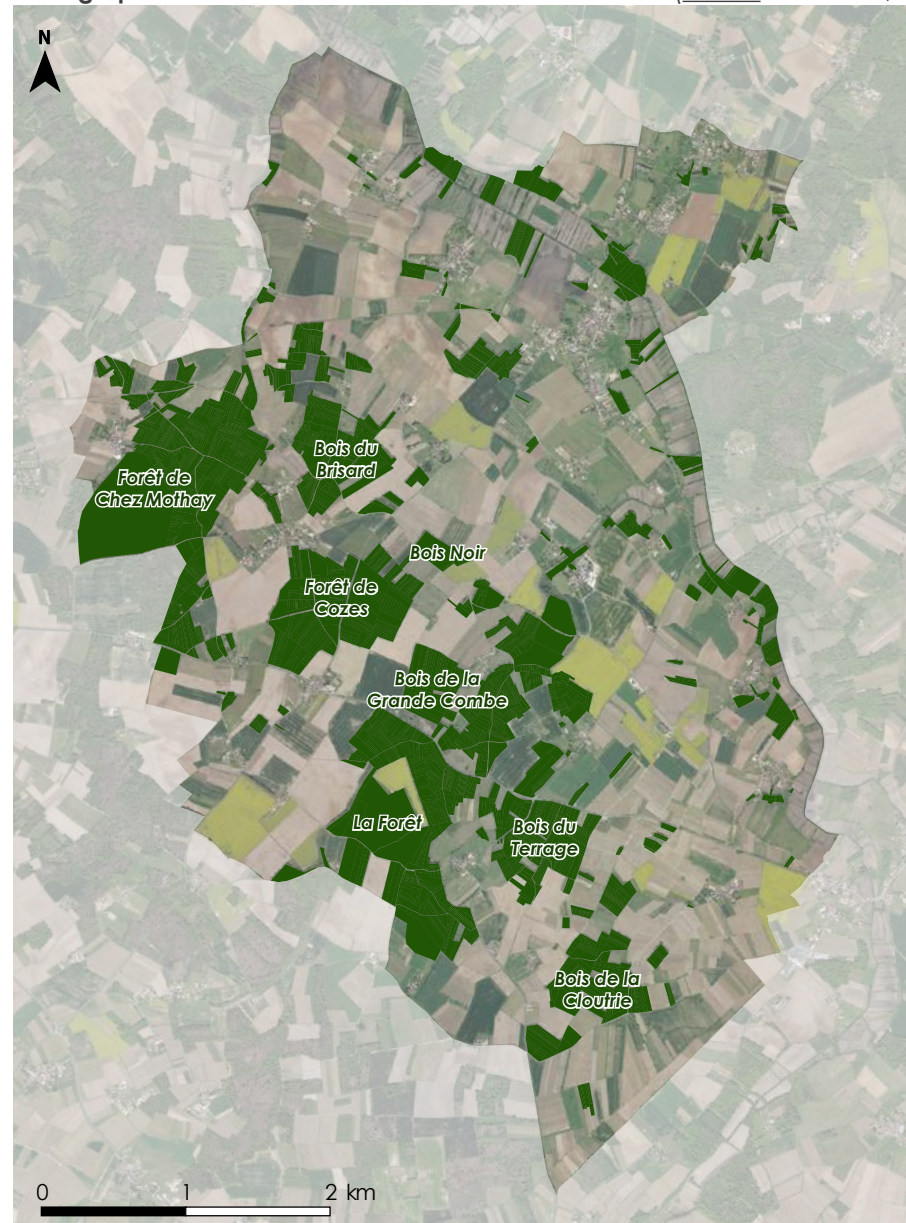 N
Bois du
Brisard
Forêt de
Chez Mothay
Bois Noir
Forêt de
Cozes
Bois de la
Grande Combe
La Forêt
Bois du
Terrage
Bois de la
Cloutrie
0 1 2 km